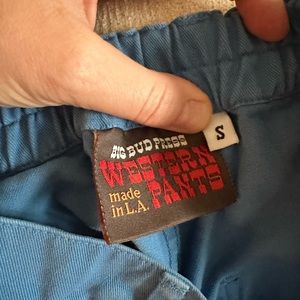 BIG BUD PRESS
WESTERN
PANTS
made
in L.A.
S